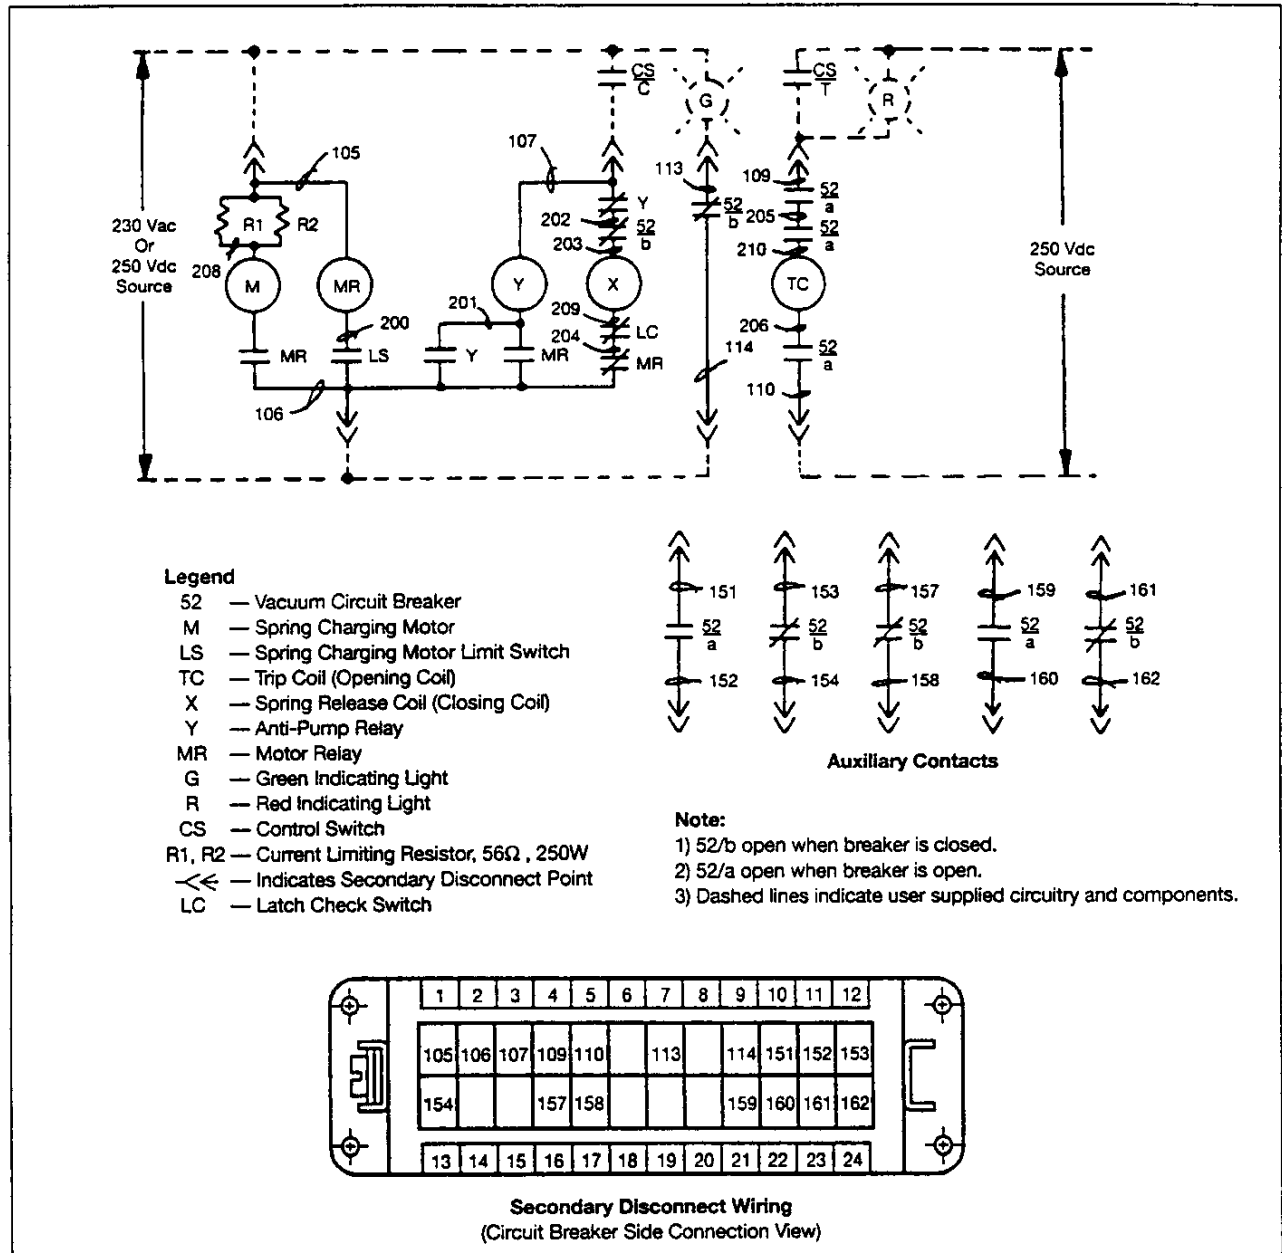 CS
C
G
CS
T
R
105
107
113
109
52
a
230 Vac
Or
250 Vdc
Source
R1
R2
Y
202
52
b
203
52
b
205
52
a
210
250 Vdc
Source
208
M
MR
Y
X
TC
200
201
209
LC
204
206
MR
LS
Y
MR
MR
114
52
a
110
106
151
153
157
159
161
52
a
52
b
52
b
52
a
52
b
152
154
158
160
162
Auxiliary Contacts
Legend
52 — Vacuum Circuit Breaker
M — Spring Charging Motor
LS — Spring Charging Motor Limit Switch
TC — Trip Coil (Opening Coil)
X — Spring Release Coil (Closing Coil)
Y — Anti-Pump Relay
MR — Motor Relay
G — Green Indicating Light
R — Red Indicating Light
CS — Control Switch
R1, R2 — Current Limiting Resistor, 56Ω , 250W
— Indicates Secondary Disconnect Point
LC — Latch Check Switch
Note:
1) 52/b open when breaker is closed.
2) 52/a open when breaker is open.
3) Dashed lines indicate user supplied circuitry and components.
1 2 3 4 5 6 7 8 9 10 11 12
105 106 107 109 110 113 114 151 152 153
154 157 158 159 160 161 162
13 14 15 16 17 18 19 20 21 22 23 24
Secondary Disconnect Wiring
(Circuit Breaker Side Connection View)